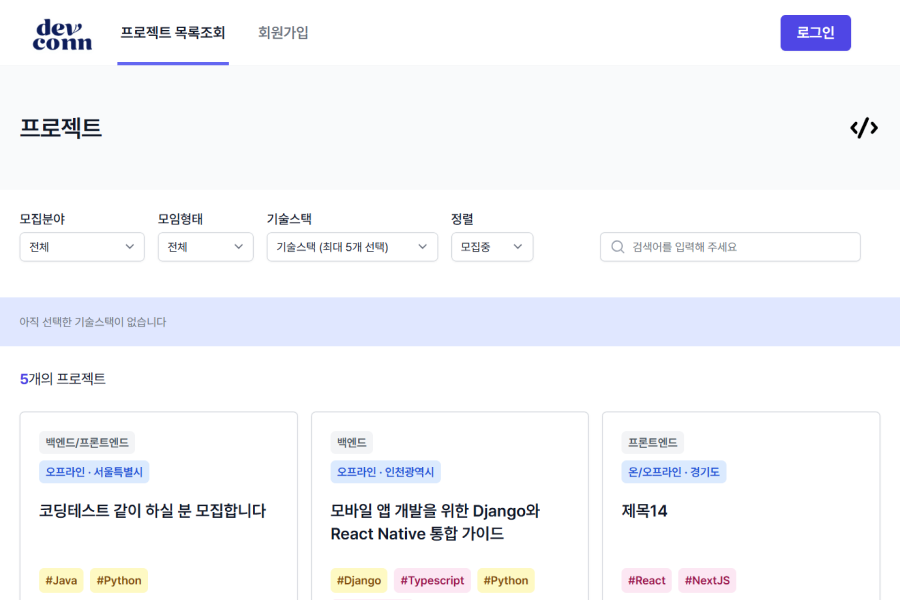 dev
conn
프로젝트 목록조회
회원가입
로그인
프로젝트
</>
모집분야
모임형태
기술스택
정렬
전체
전체
기술스택 (최대 5개 선택)
모집중
검색어를 입력해 주세요
아직 선택한 기술스택이 없습니다
5개의 프로젝트
백엔드/프론트엔드
오프라인 · 서울특별시
코딩테스트 같이 하실 분 모집합니다
#Java #Python
백엔드
오프라인 · 인천광역시
모바일 앱 개발을 위한 Django와
React Native 통합 가이드
#Django #Typescript #Python
프론트엔드
온/오프라인 · 경기도
제목14
#React #NextJS